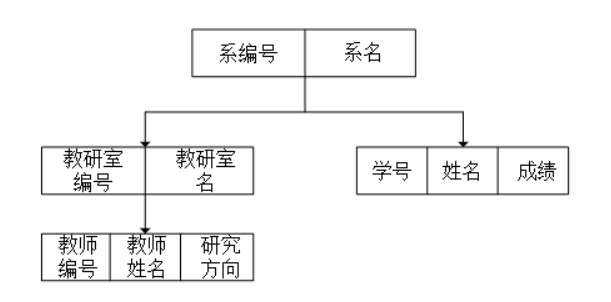 系编号 系名
教研室编号 教研室名 学号 姓名 成绩
教师编号 教师姓名 研究方向